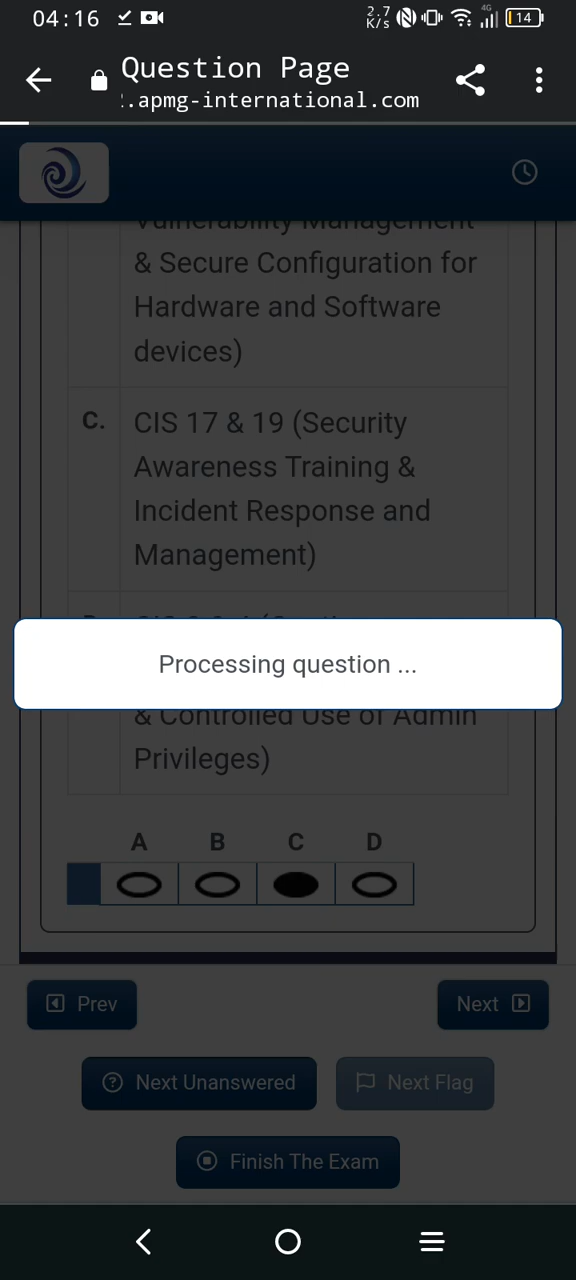 04:16
2.7
K/s
4G
14
Question Page
.apmg-international.com
Vulnerability Management
& Secure Configuration for
Hardware and Software
devices)
C.
CIS 17 & 19 (Security
Awareness Training &
Incident Response and
Management)
Processing question ...
& Controlled Use of Admin
Privileges)
A B C D
Prev
Next
Next Unanswered
Next Flag
Finish The Exam